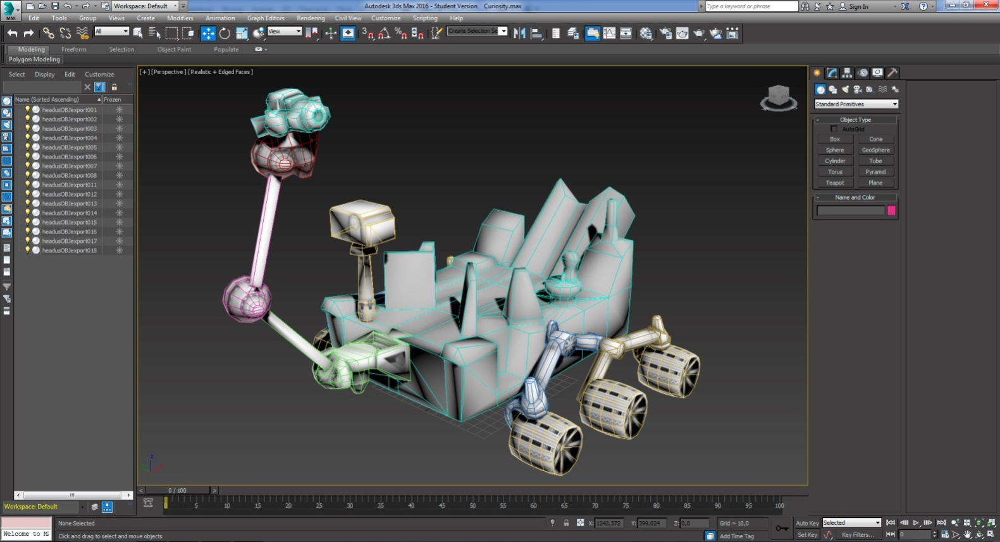 Workspace: Default
Autodesk 3ds Max 2016 - Student Version Curiosity.max
Type a keyword or phrase
Sign In
MAX
Edit Tools Group Views Create Modifiers Animation Graph Editors Rendering Civil View Customize Scripting Help
All
View
Create Selection Se
Modeling Freeform Selection Object Paint Populate
Polygon Modeling
Select Display Edit Customize
Name (Sorted Ascending) Frozen
headusOBJexport001
headusOBJexport002
headusOBJexport003
headusOBJexport004
headusOBJexport005
headusOBJexport006
headusOBJexport007
headusOBJexport008
headusOBJexport011
headusOBJexport012
headusOBJexport013
headusOBJexport014
headusOBJexport015
headusOBJexport016
headusOBJexport017
headusOBJexport018
[+] [Perspective] [Realistic + Edged Faces]
Standard Primitives
- Object Type
AutoGrid
Box Cone
Sphere GeoSphere
Cylinder Tube
Torus Pyramid
Teapot Plane
- Name and Color
z
< 0 / 100 >
Workspace: Default
0 5 10 15 20 25 30 35 40 45 50 55 60 65 70 75 80 85 90 95 100
None Selected
X: 1243,372 Y: 399,024 Z: 0,0 Grid = 10,0
Auto Key Selected
Welcome to M
Click and drag to select and move objects
Add Time Tag
Set Key Key Filters... 0